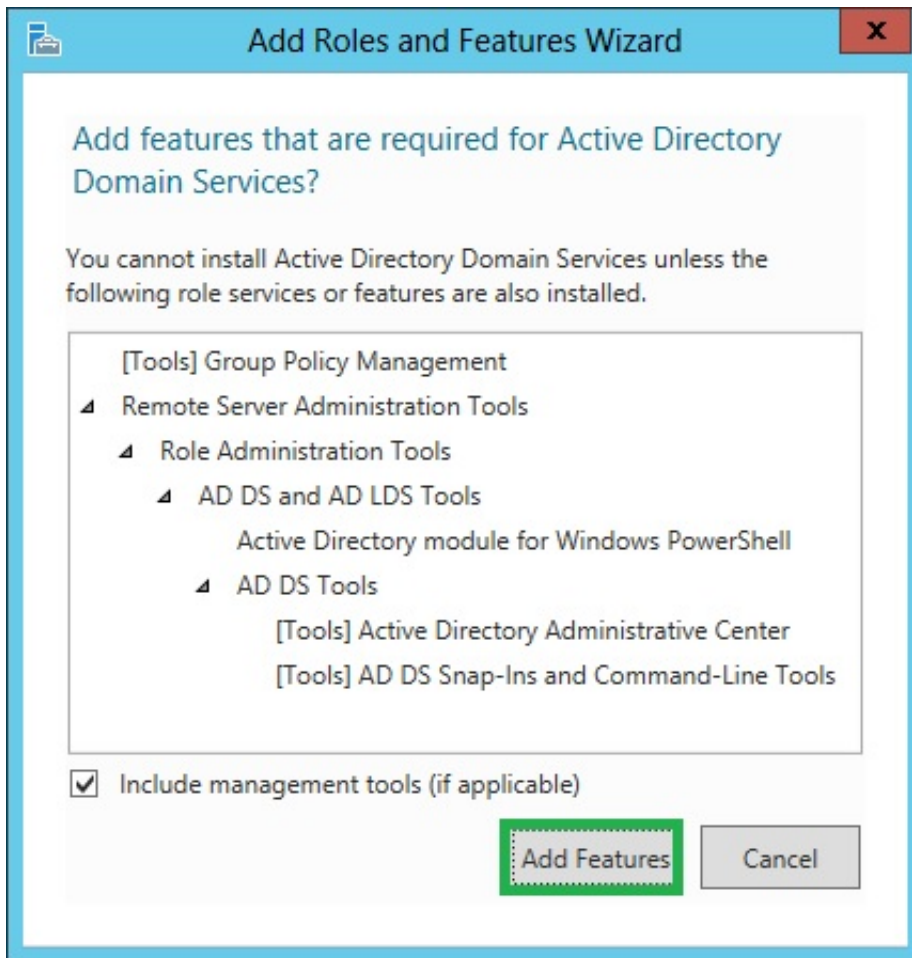 Add Roles and Features Wizard
x
Add features that are required for Active Directory
Domain Services?
You cannot install Active Directory Domain Services unless the
following role services or features are also installed.
[Tools] Group Policy Management
Remote Server Administration Tools
Role Administration Tools
AD DS and AD LDS Tools
Active Directory module for Windows PowerShell
AD DS Tools
[Tools] Active Directory Administrative Center
[Tools] AD DS Snap-Ins and Command-Line Tools
Include management tools (if applicable)
Add Features
Cancel